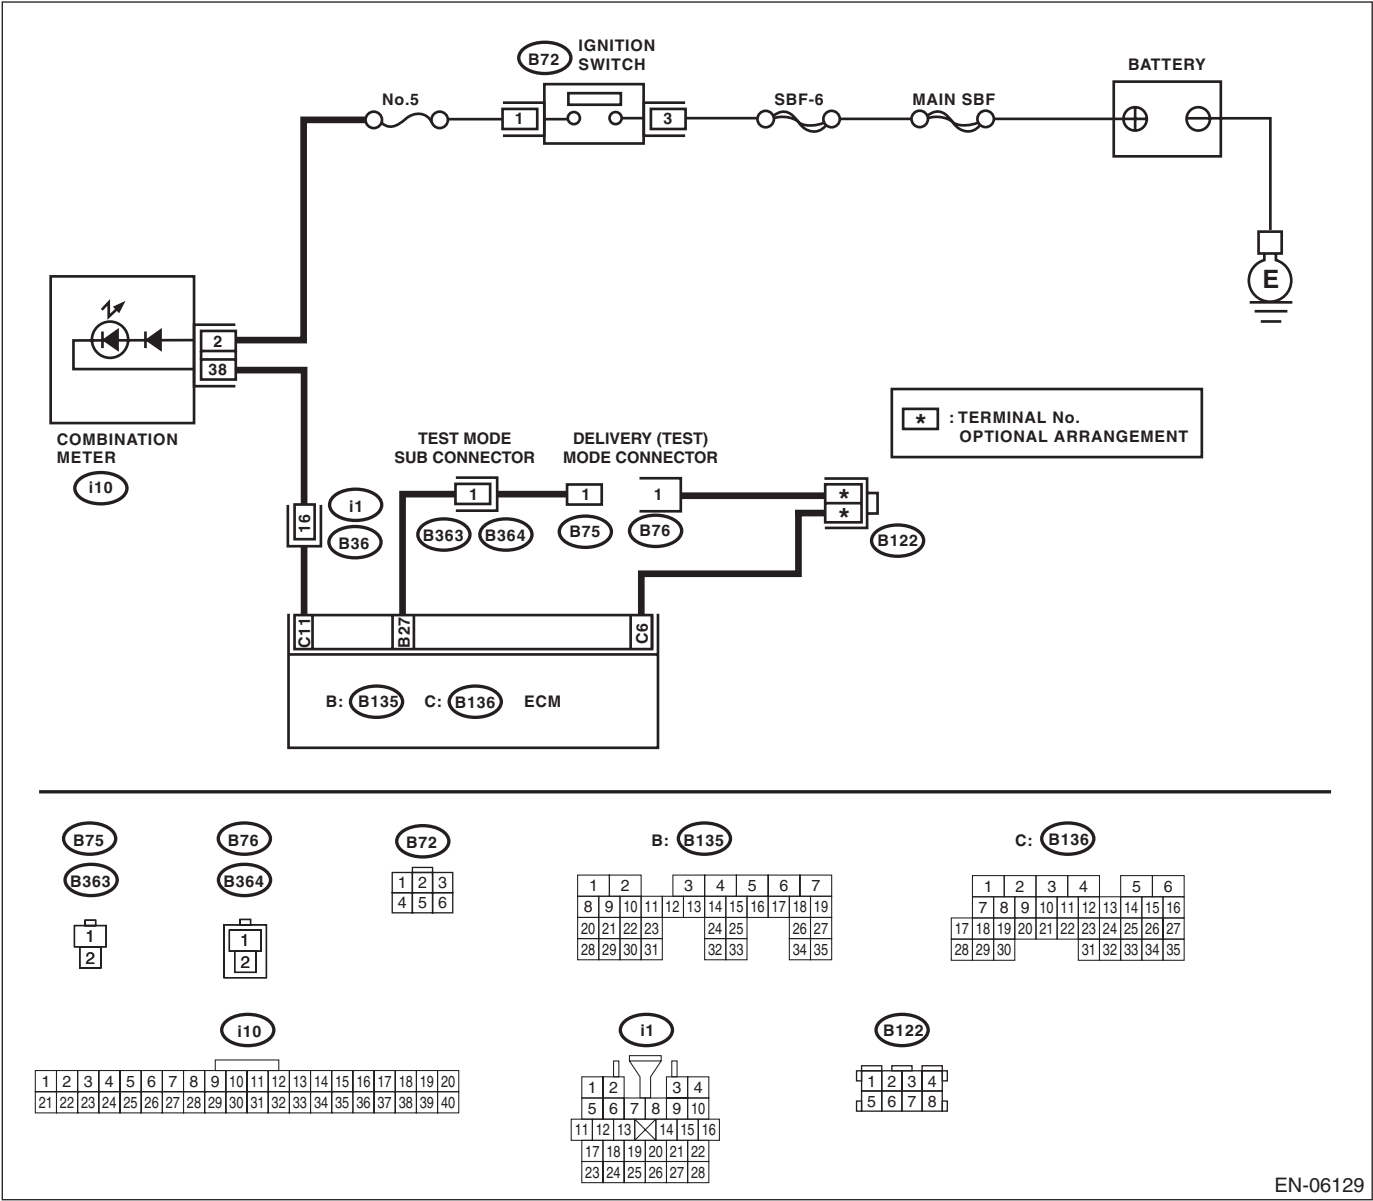 B72 IGNITION
SWITCH
BATTERY
No.5
1
3
SBF-6
MAIN SBF
E
2
38
COMBINATION
METER
i10
* : TERMINAL No.
OPTIONAL ARRANGEMENT
TEST MODE
SUB CONNECTOR
DELIVERY (TEST)
MODE CONNECTOR
1
1
1
*
*
16
i1
B36
B363
B364
B75
B76
B122
C11
B27
C6
B: B135 C: B136 ECM
B75
B363
1
2
B76
B364
1
2
B72
1 2 3
4 5 6
B: B135
1 2 3 4 5 6 7
8 9 10 11 12 13 14 15 16 17 18 19
20 21 22 23 24 25 26 27
28 29 30 31 32 33 34 35
C: B136
1 2 3 4 5 6
7 8 9 10 11 12 13 14 15 16
17 18 19 20 21 22 23 24 25 26 27
28 29 30 31 32 33 34 35
i10
1 2 3 4 5 6 7 8 9 10 11 12 13 14 15 16 17 18 19 20
21 22 23 24 25 26 27 28 29 30 31 32 33 34 35 36 37 38 39 40
i1
1 2 3 4
5 6 7 8 9 10
11 12 13 14 15 16
17 18 19 20 21 22
23 24 25 26 27 28
B122
1 2 3 4
5 6 7 8
EN-06129